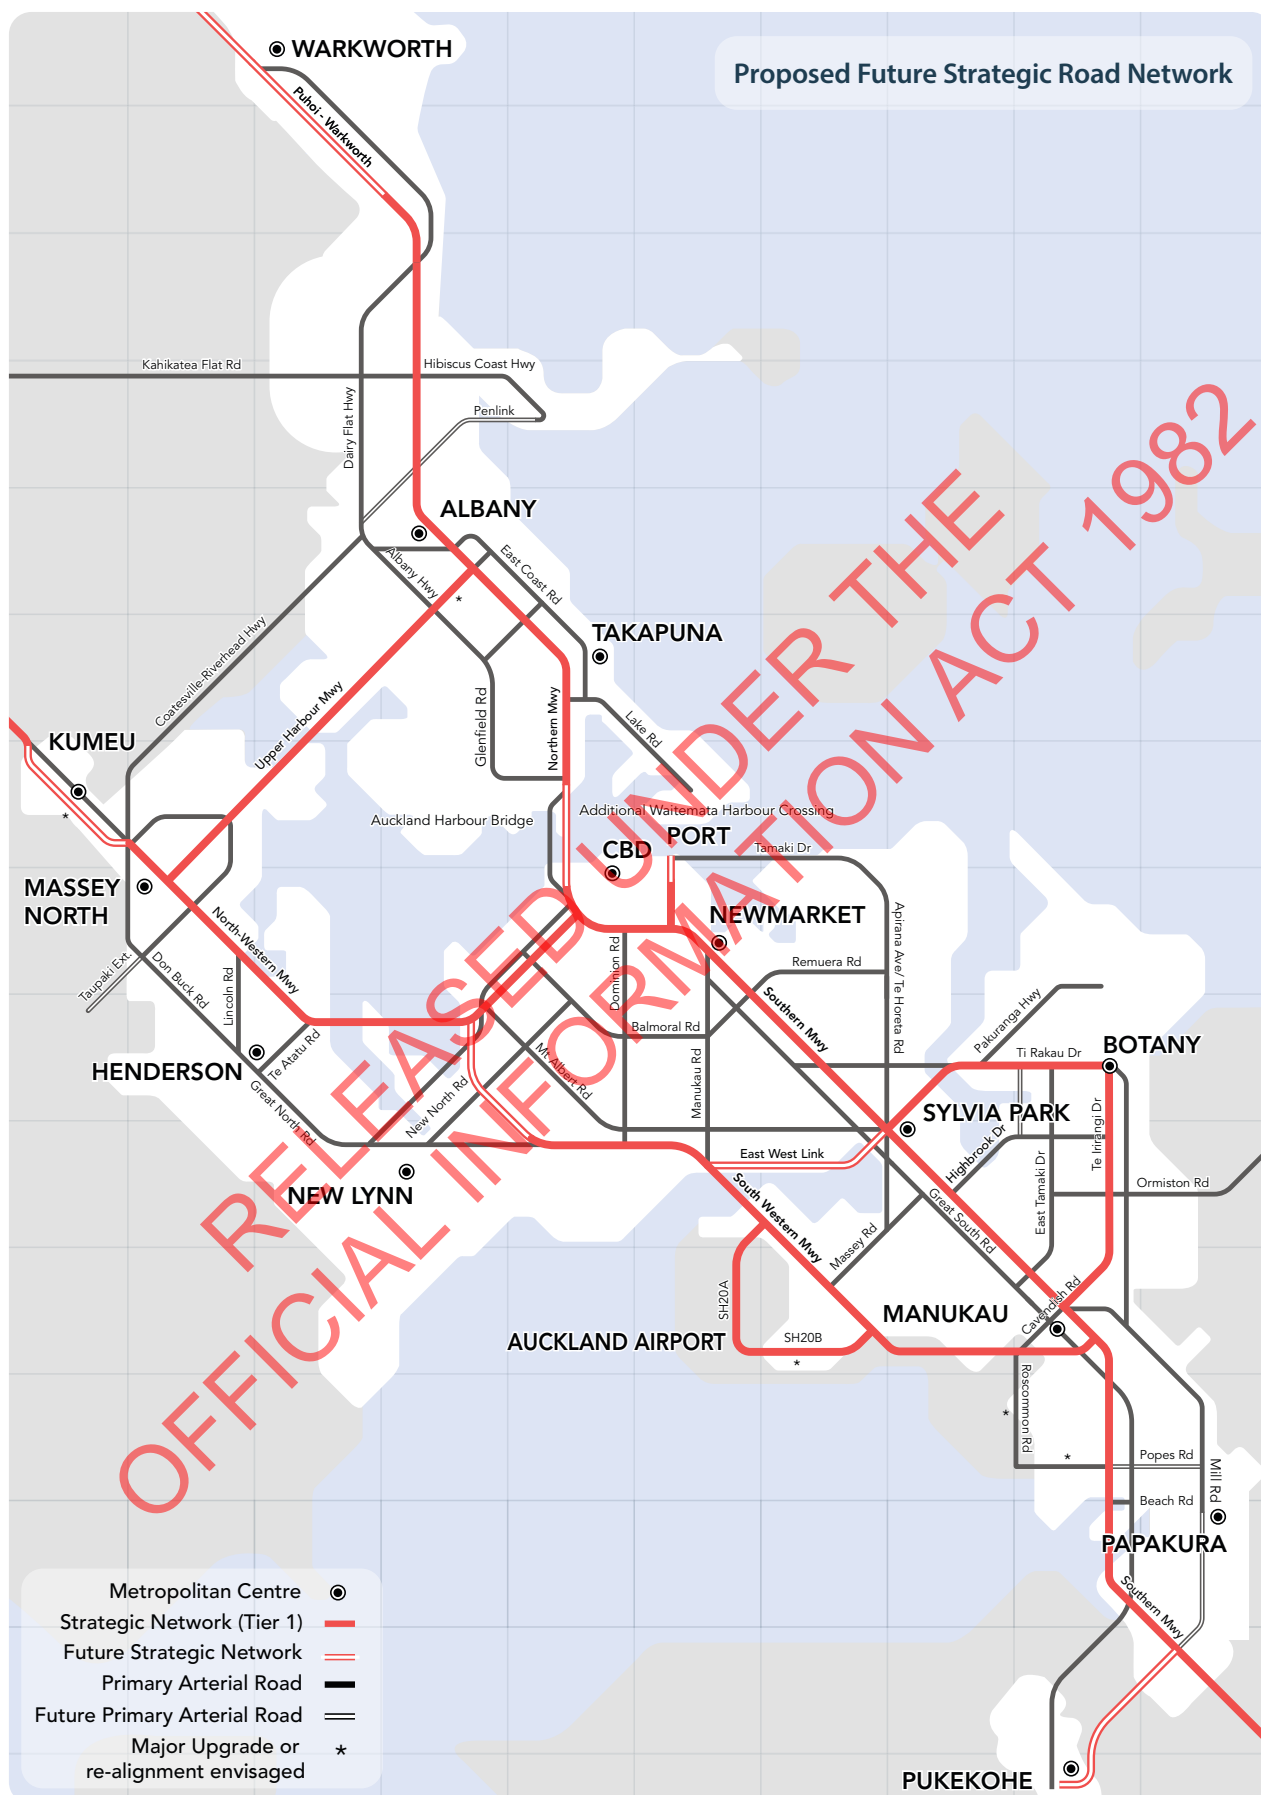 WARKWORTH
Proposed Future Strategic Road Network
Puhoi - Warkworth
Kahikatea Flat Rd
Hibiscus Coast Hwy
Dairy Flat Hwy
Penlink
ALBANY
Albany Hwy
East Coast Rd
*
TAKAPUNA
Coatesville-Riverhead Hwy
Upper Harbour Mwy
Glenfield Rd
Northern Mwy
Lake Rd
KUMEU
*
Auckland Harbour Bridge
Additional Waitemata Harbour Crossing
CBD
PORT
Tamaki Dr
MASSEY
NORTH
NEWMARKET
North-Western Mwy
Taupaki Ext.
Don Buck Rd
Lincoln Rd
Dominion Rd
Apirana Ave/ Te Horeta Rd
Remuera Rd
Southern Mwy
Pakuranga Hwy
Balmoral Rd
HENDERSON
Te Atatu Rd
Great North Rd
New North Rd
Mt Albert Rd
Manukau Rd
Ti Rakau Dr
BOTANY
SYLVIA PARK
Te Irirangi Dr
Highbrook Dr
East Tamaki Dr
East West Link
NEW LYNN
South Western Mwy
Ormiston Rd
Great South Rd
Massey Rd
SH20A
AUCKLAND AIRPORT
SH20B
*
MANUKAU
Cavendish Rd
Roscommon Rd
*
*
Popes Rd
Mill Rd
Beach Rd
PAPAKURA
Southern Mwy
PUKEKOHE
Metropolitan Centre
Strategic Network (Tier 1)
Future Strategic Network
Primary Arterial Road
Future Primary Arterial Road
Major Upgrade or
re-alignment envisaged
*
RELEASED UNDER THE
OFFICIAL INFORMATION ACT 1982